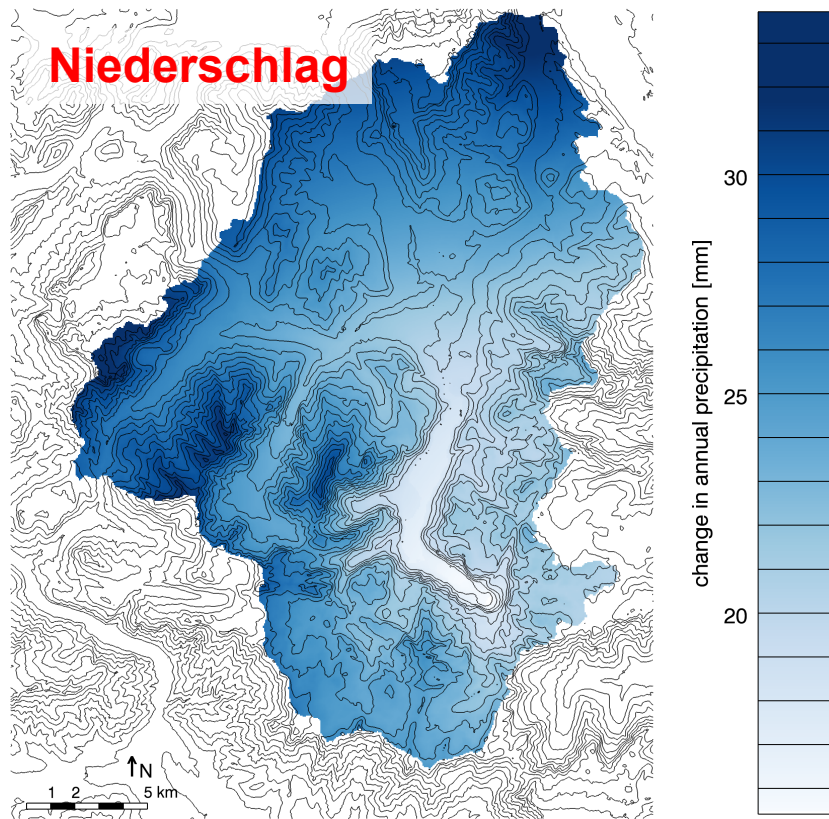 Niederschlag
30
25
20
change in annual precipitation [mm]
N
1 2 5 km